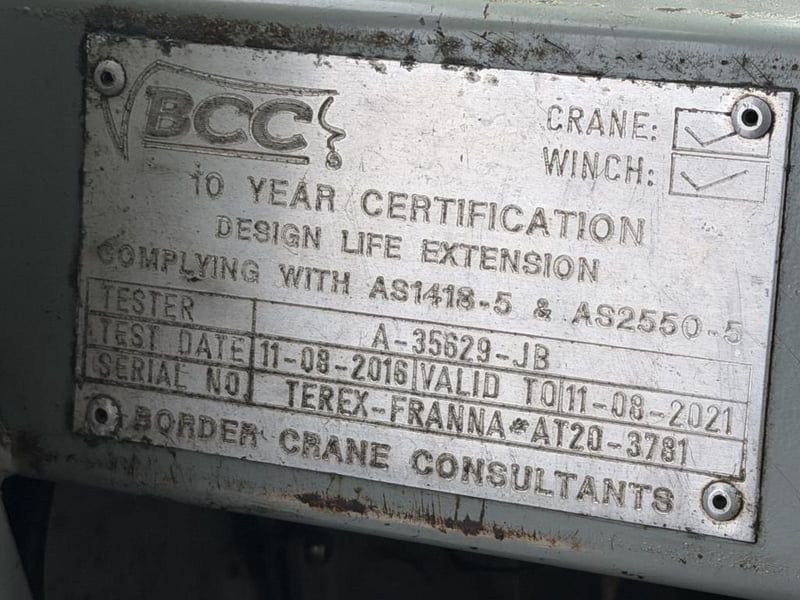 BCC
CRANE:
WINCH:
10 YEAR CERTIFICATION
DESIGN LIFE EXTENSION
COMPLYING WITH AS1418-5 & AS2550-5
TESTER A-35629-JB
TEST DATE 11-08-2016 VALID TO 11-08-2021
SERIAL NO TEREX-FRANNA*AT20-3781
BORDER CRANE CONSULTANTS